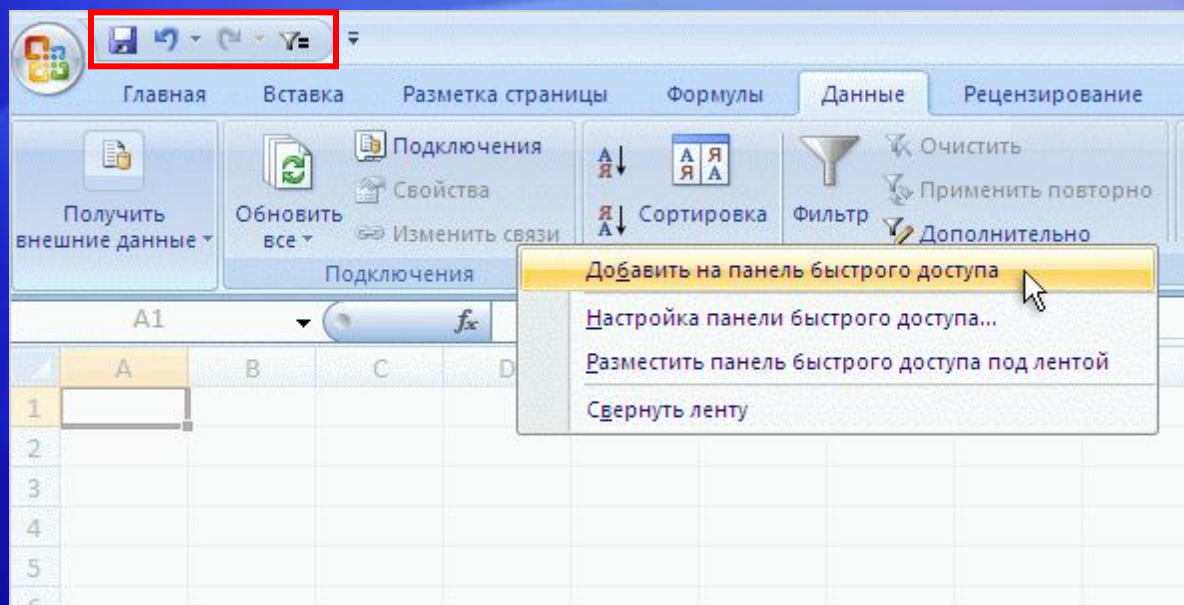 Главная Вставка Разметка страницы Формулы Данные Рецензирование
Получить
внешние данные
Обновить
все
Подключения
Свойства
Изменить связи
Подключения
А
Я
Я
А
А Я
Я А
Сортировка
Фильтр
Очистить
Применить повторно
Дополнительно
Добавить на панель быстрого доступа
Настройка панели быстрого доступа...
Разместить панель быстрого доступа под лентой
Свернуть ленту
A1
fx
A B C D
1
2
3
4
5
6